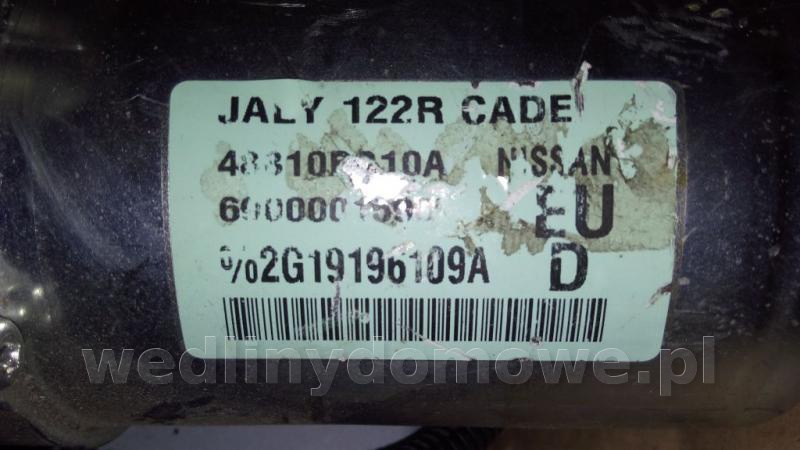 JALY 122R CADE
NISSAN
EU
%2G19196109A
D
wedlinydomowe.pl